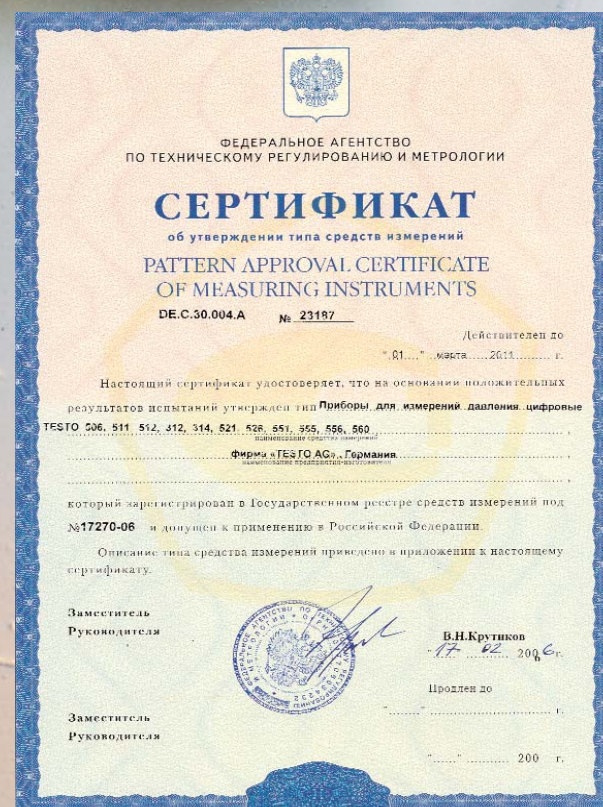 ФЕДЕРАЛЬНОЕ АГЕНТСТВО
ПО ТЕХНИЧЕСКОМУ РЕГУЛИРОВАНИЮ И МЕТРОЛОГИИ
СЕРТИФИКАТ
об утверждении типа средств измерений
PATTERN APPROVAL CERTIFICATE
OF MEASURING INSTRUMENTS
DE.C.30.004.A № 23187
Действителен до
" 01 " марта 2011 г.
Настоящий сертификат удостоверяет, что на основании положительных
результатов испытаний утвержден тип Приборы для измерений давления цифровые
TESTO 506, 511 512, 312, 314, 521, 526, 551, 555, 556, 560
наименование средства измерений
фирма «TESTO AG», Германия
наименование предприятия-изготовителя
который зарегистрирован в Государственном реестре средств измерений под
№17270-06 и допущен к применению в Российской Федерации.
Описание типа средства измерений приведено в приложении к настоящему
сертификату.
Заместитель
Руководителя
В.Н.Крутиков
" 17 " 02 2006г.
Продлен до
" " г.
Заместитель
Руководителя
" " 200 г.